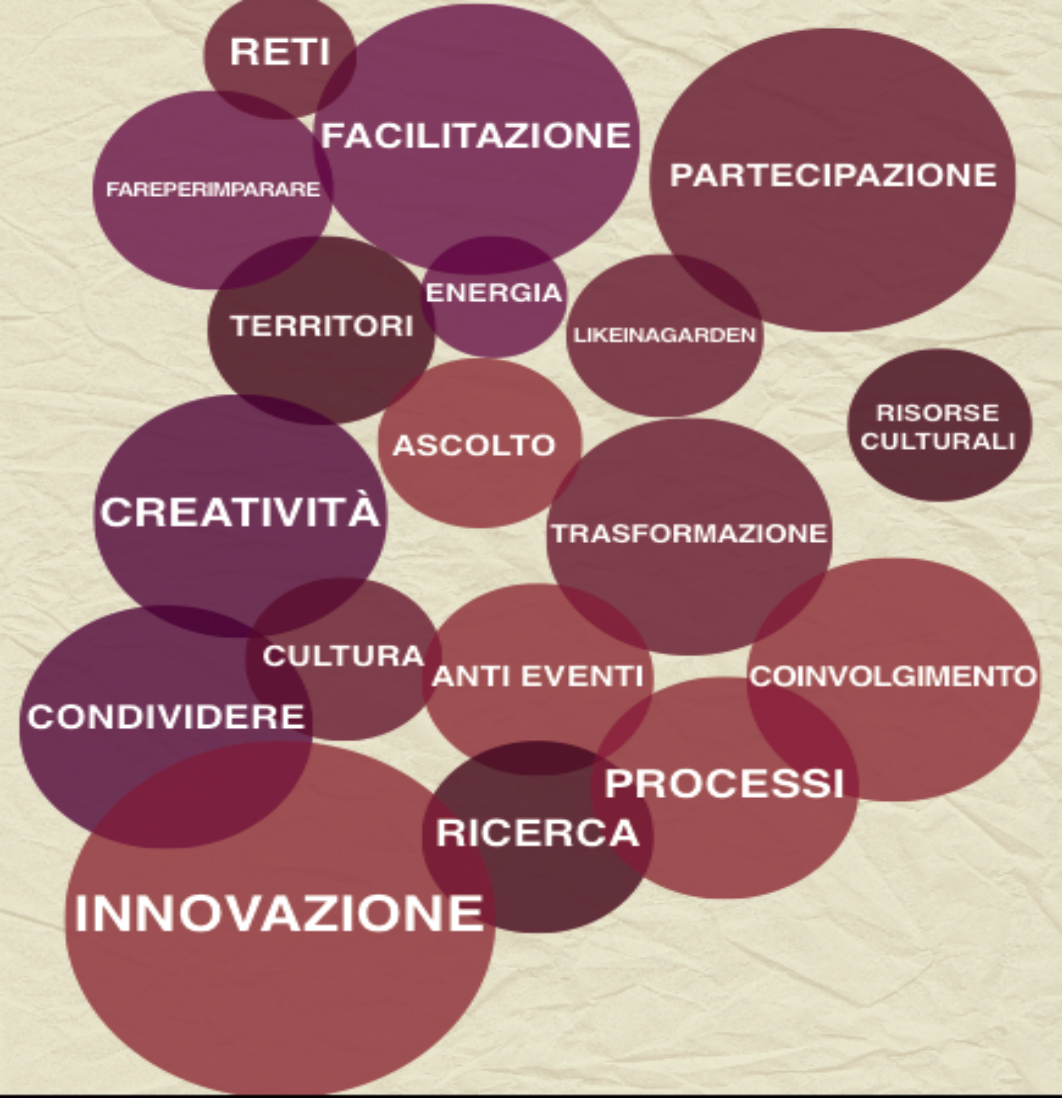 RETI
FACILITAZIONE
PARTECIPAZIONE
FAREPERIMPARARE
ENERGIA
TERRITORI
LIKEINAGARDEN
RISORSE
CULTURALI
ASCOLTO
CREATIVITÀ
TRASFORMAZIONE
CULTURA
ANTI EVENTI
COINVOLGIMENTO
CONDIVIDERE
PROCESSI
RICERCA
INNOVAZIONE